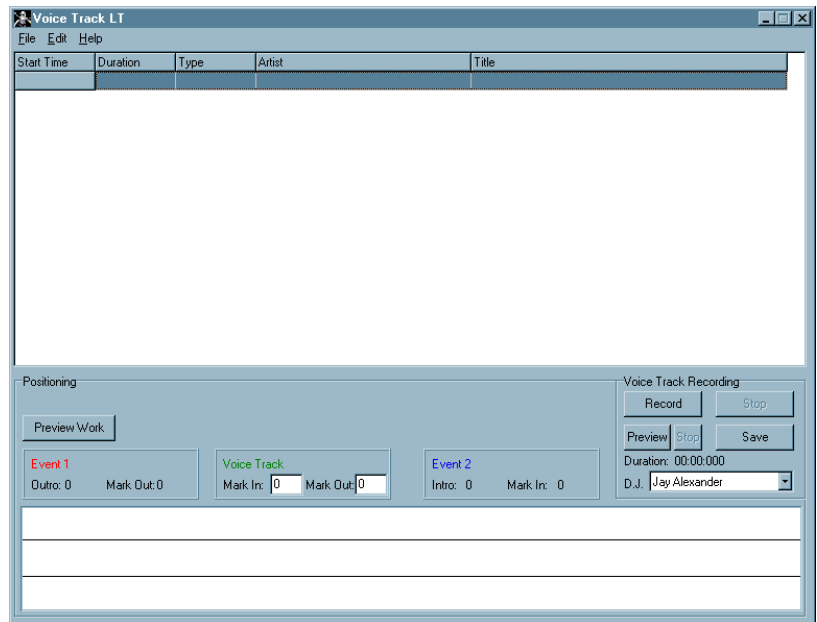 Voice Track LT
File Edit Help
Start Time Duration Type Artist Title
Positioning
Voice Track Recording
Record Stop
Preview Work
Preview Stop Save
Event 1 Voice Track Event 2
Duration: 00:00:000
Outro: 0 Mark Out: 0 Mark In: 0 Mark Out: 0 Intro: 0 Mark In: 0
D.J. Jay Alexander